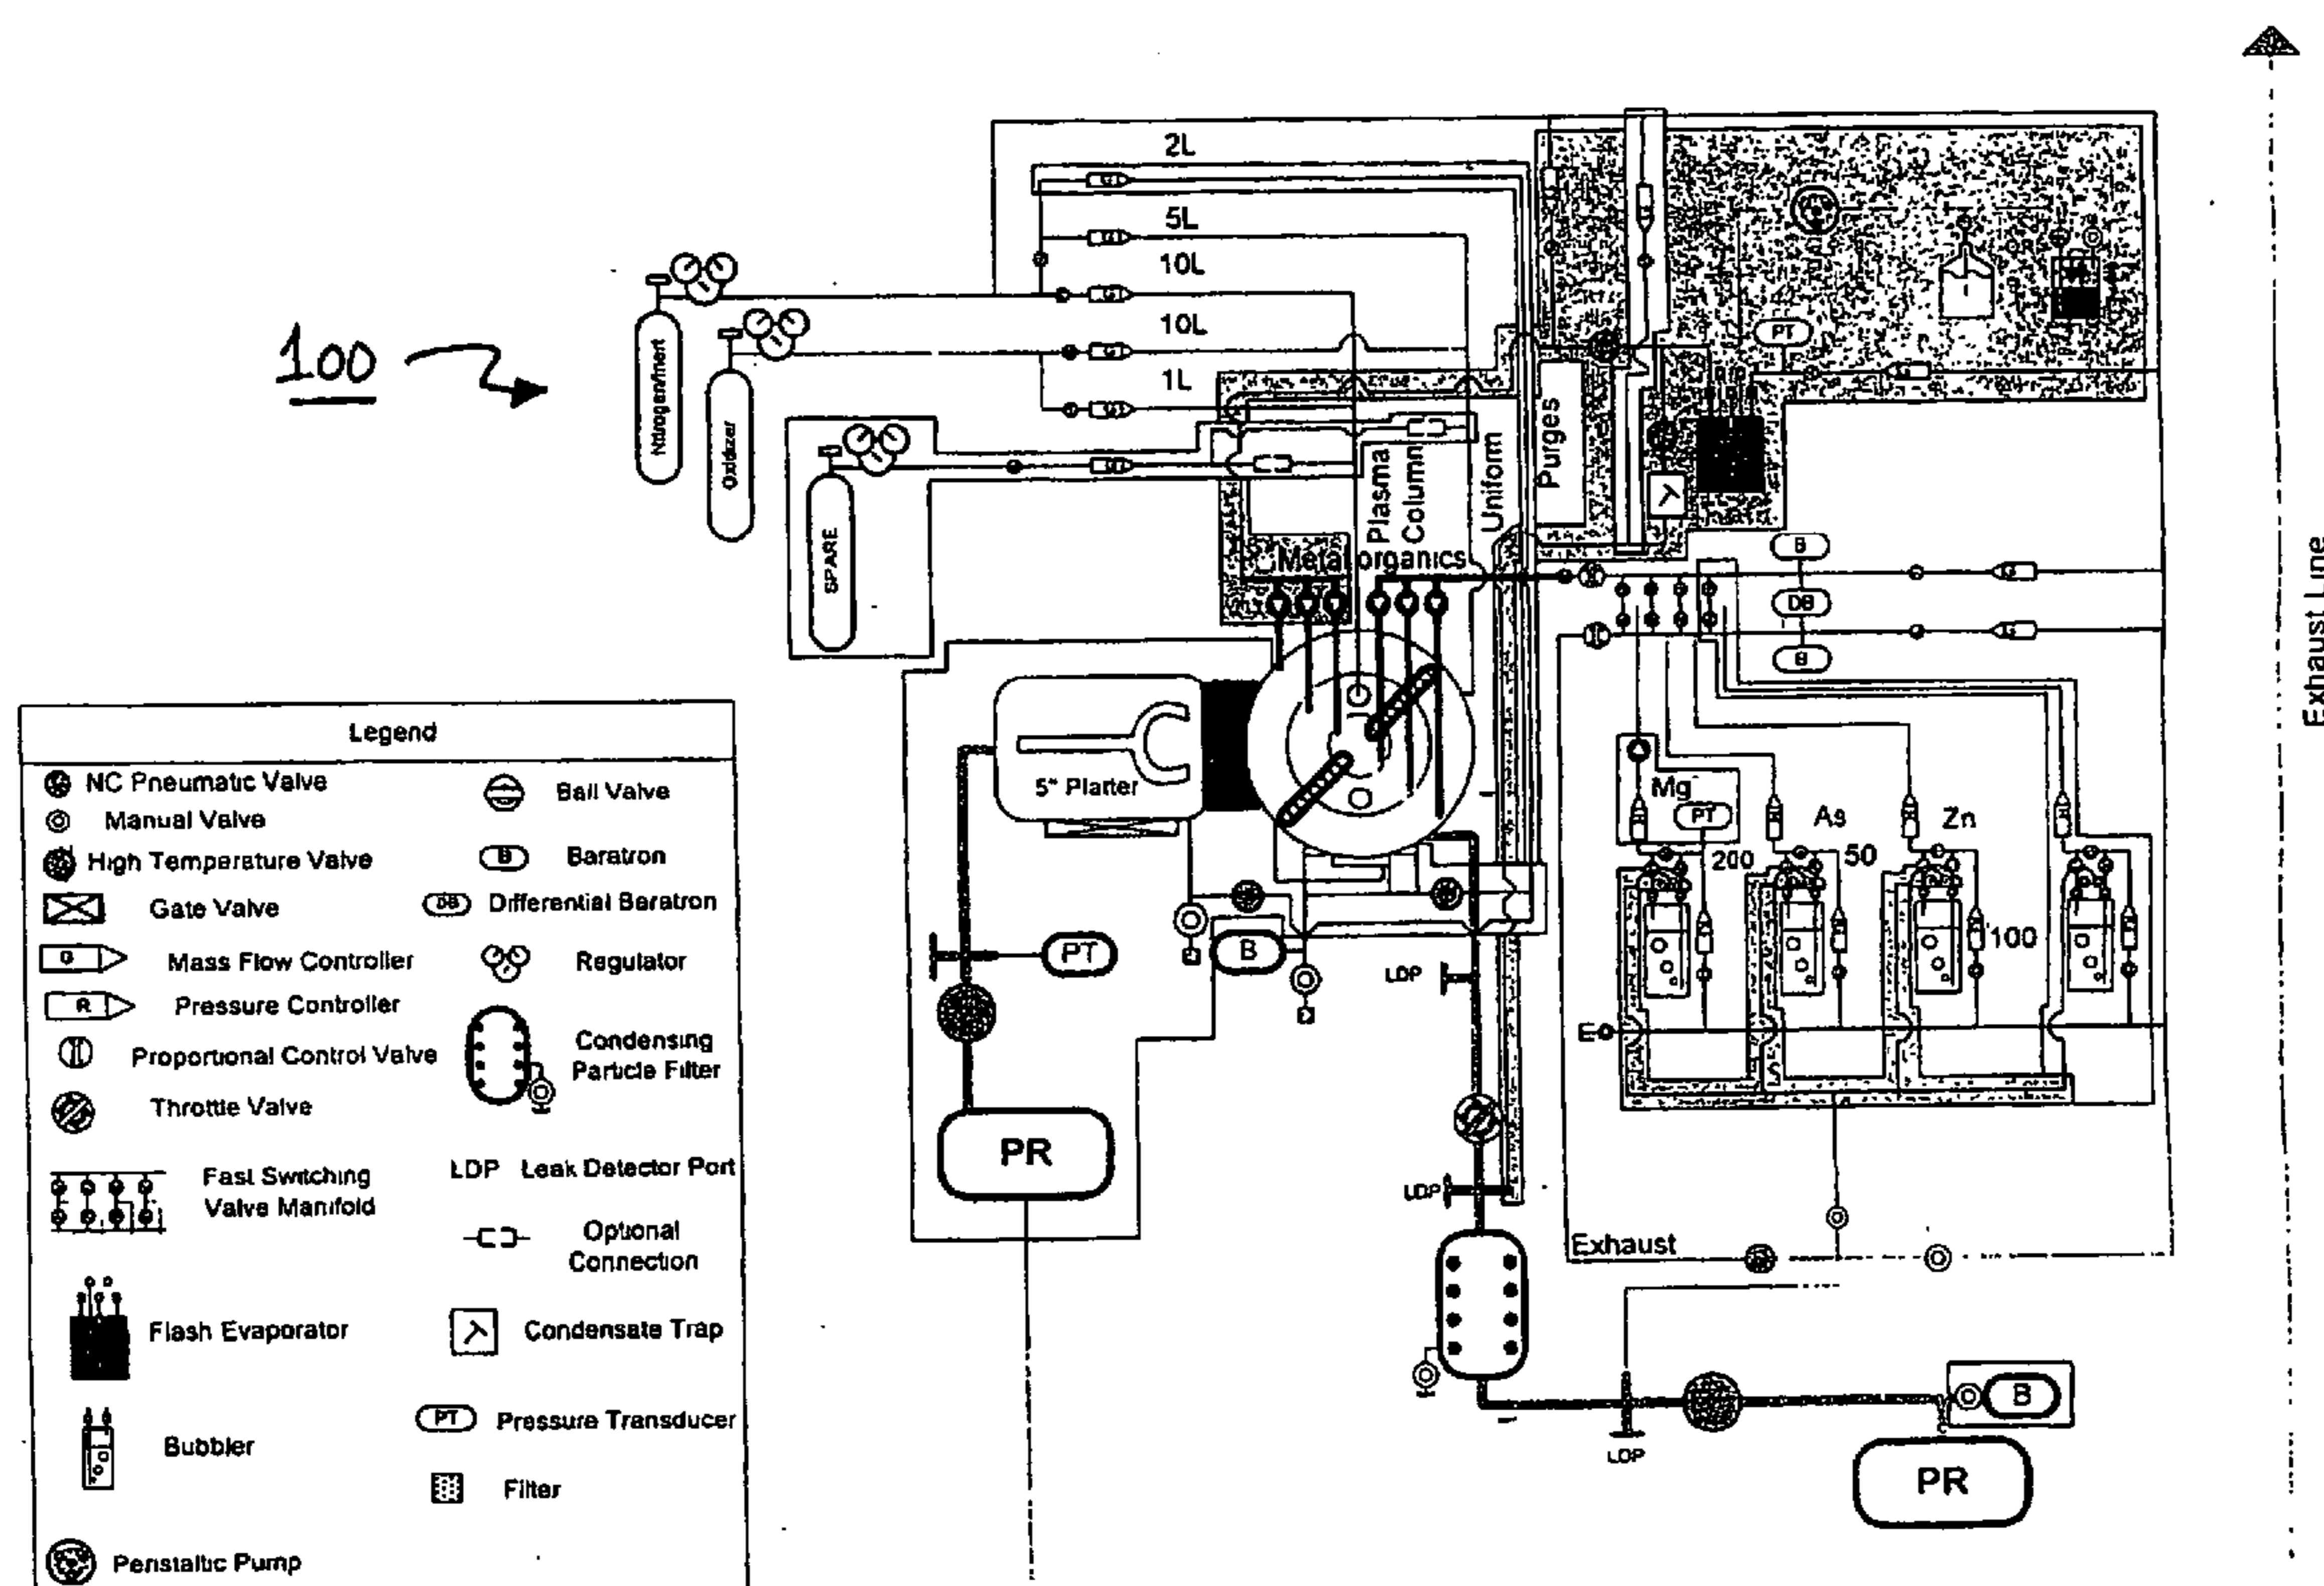 100
Nitrogen/Inert
Oxidizer
SPARE
2L
5L
10L
10L
1L
Plasma
Column
Uniform
Purges
Metal organics
PT
B
DB
B
5" Platter
Mg
PT
As
Zn
200
50
100
E
PT
B
LDP
PR
LDP
Exhaust
LDP
B
PR
Exhaust Line
Legend
NC Pneumatic Valve
Manual Valve
High Temperature Valve
Gate Valve
G Mass Flow Controller
R Pressure Controller
Proportional Control Valve
Throttle Valve
Fast Switching
Valve Manifold
Flash Evaporator
Bubbler
Peristaltic Pump
Ball Valve
B Baratron
DB Differential Baratron
Regulator
Condensing
Particle Filter
LDP Leak Detector Port
Optional
Connection
Condensate Trap
PT Pressure Transducer
Filter